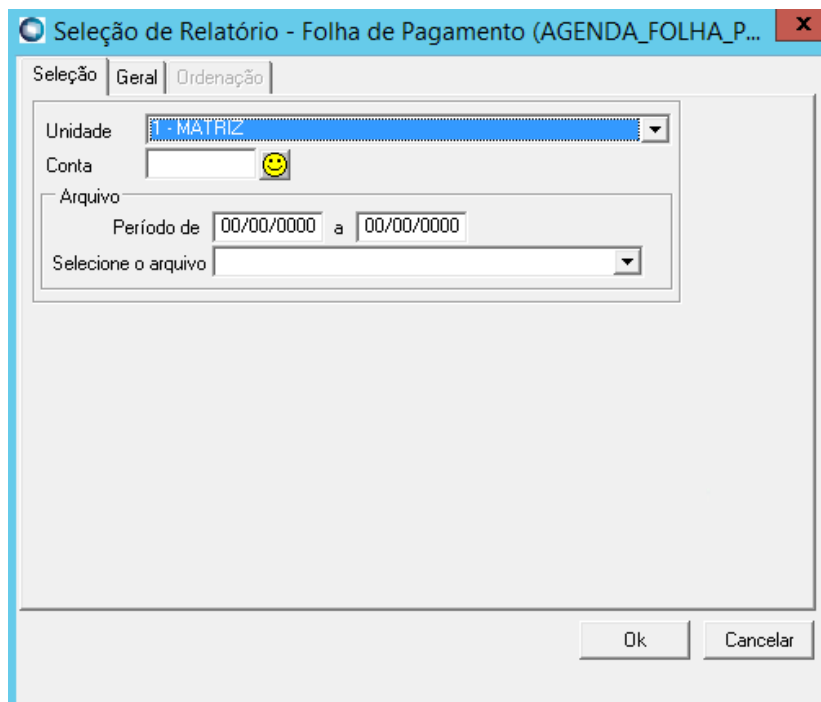 Seleção de Relatório - Folha de Pagamento (AGENDA_FOLHA_P... x
Seleção Geral Ordenação
Unidade 1 - MATRIZ
Conta
Arquivo
Período de 00/00/0000 a 00/00/0000
Selecione o arquivo
Ok Cancelar